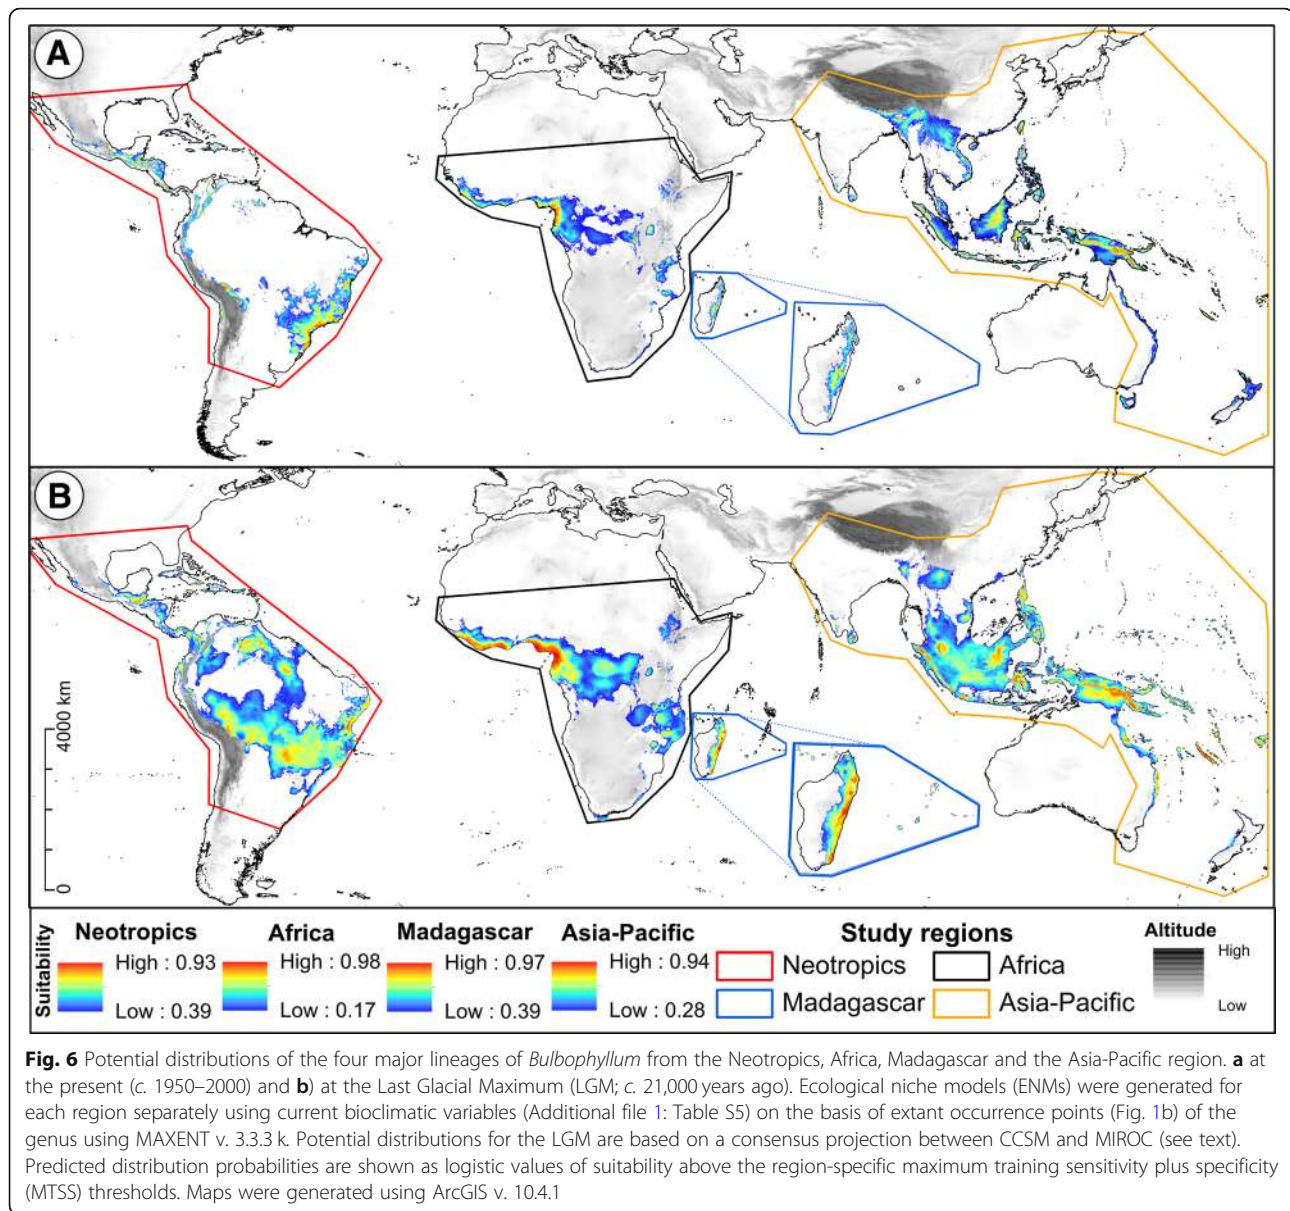 A
B
4000 km
0
Suitability
Neotropics
High : 0.93
Low : 0.39
Africa
High : 0.98
Low : 0.17
Madagascar
High : 0.97
Low : 0.39
Asia-Pacific
High : 0.94
Low : 0.28
Study regions
Neotropics
Africa
Madagascar
Asia-Pacific
Altitude
High
Low
Fig. 6 Potential distributions of the four major lineages of Bulbophyllum from the Neotropics, Africa, Madagascar and the Asia-Pacific region. a at
the present (c. 1950–2000) and b) at the Last Glacial Maximum (LGM; c. 21,000 years ago). Ecological niche models (ENMs) were generated for
each region separately using current bioclimatic variables (Additional file 1: Table S5) on the basis of extant occurrence points (Fig. 1b) of the
genus using MAXENT v. 3.3.3 k. Potential distributions for the LGM are based on a consensus projection between CCSM and MIROC (see text).
Predicted distribution probabilities are shown as logistic values of suitability above the region-specific maximum training sensitivity plus specificity
(MTSS) thresholds. Maps were generated using ArcGIS v. 10.4.1